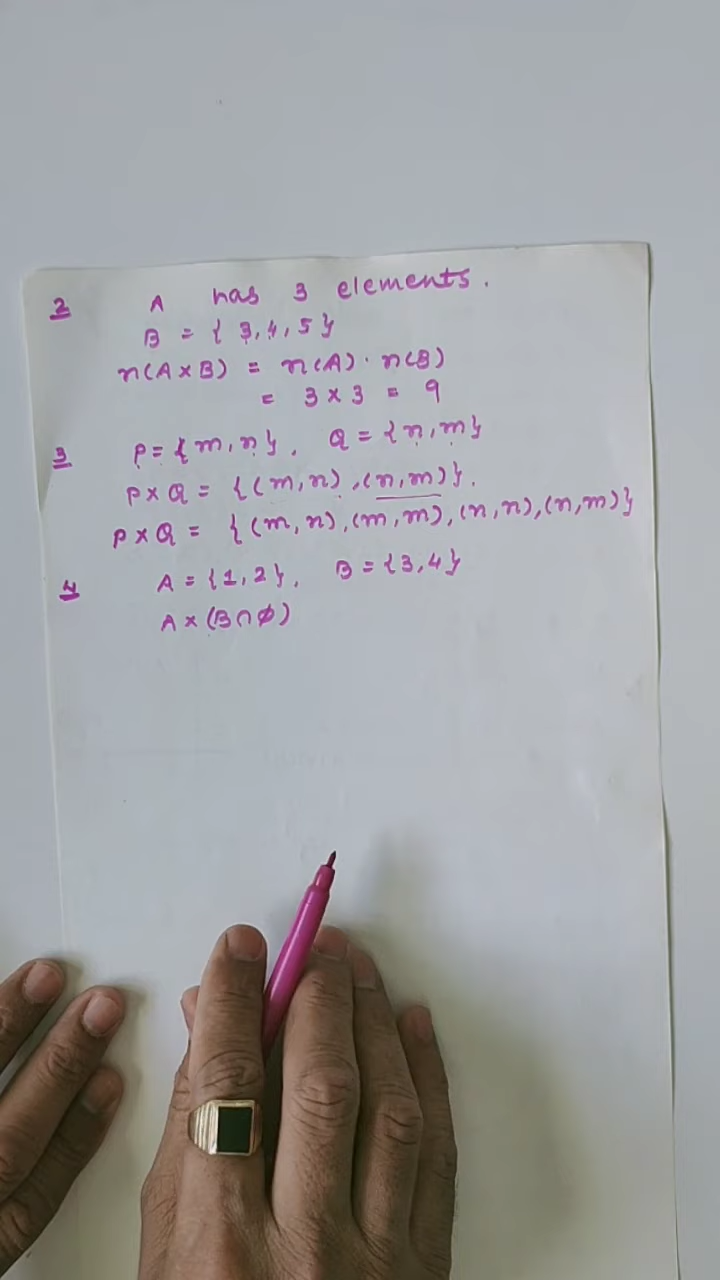 2 A has 3 elements.
B = { 3, 4, 5 }
n(A × B) = n(A) · n(B)
= 3 × 3 = 9
3 P = { m, n }, Q = { n, m }
P × Q = { (m, n), (n, m) }.
P × Q = { (m, n), (m, m), (n, n), (n, m) }
4 A = { 1, 2 }, B = { 3, 4 }
A × (B ∩ ϕ)